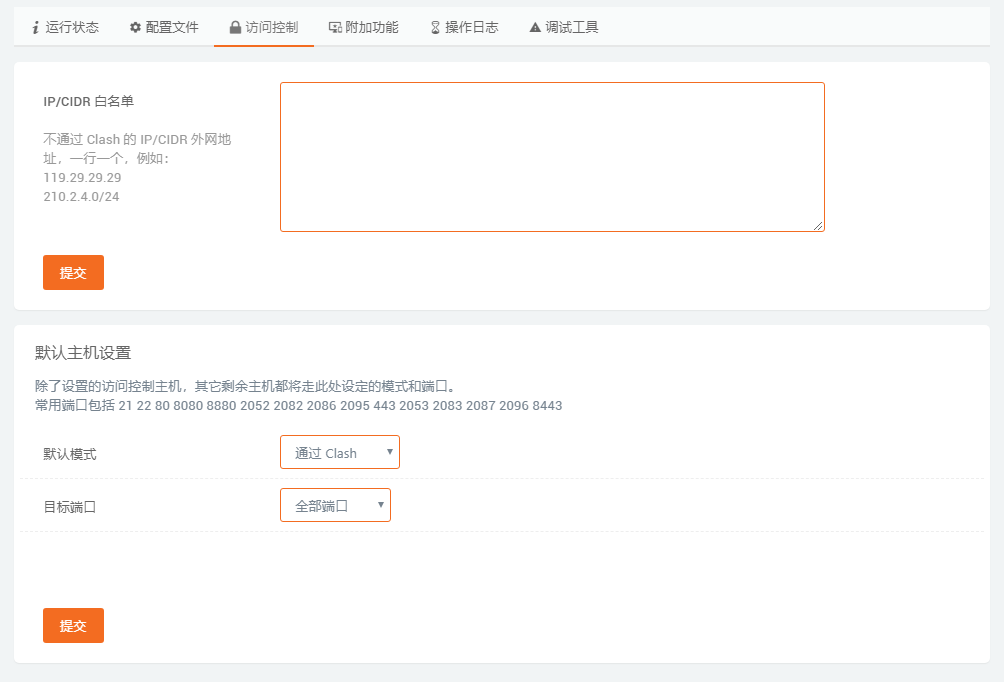 运行状态 配置文件 访问控制 附加功能 操作日志 调试工具
IP/CIDR 白名单
不通过 Clash 的 IP/CIDR 外网地
址，一行一个，例如：
119.29.29.29
210.2.4.0/24
提交
默认主机设置
除了设置的访问控制主机，其它剩余主机都将走此处设定的模式和端口。
常用端口包括 21 22 80 8080 8880 2052 2082 2086 2095 443 2053 2083 2087 2096 8443
默认模式 通过 Clash
目标端口 全部端口
提交